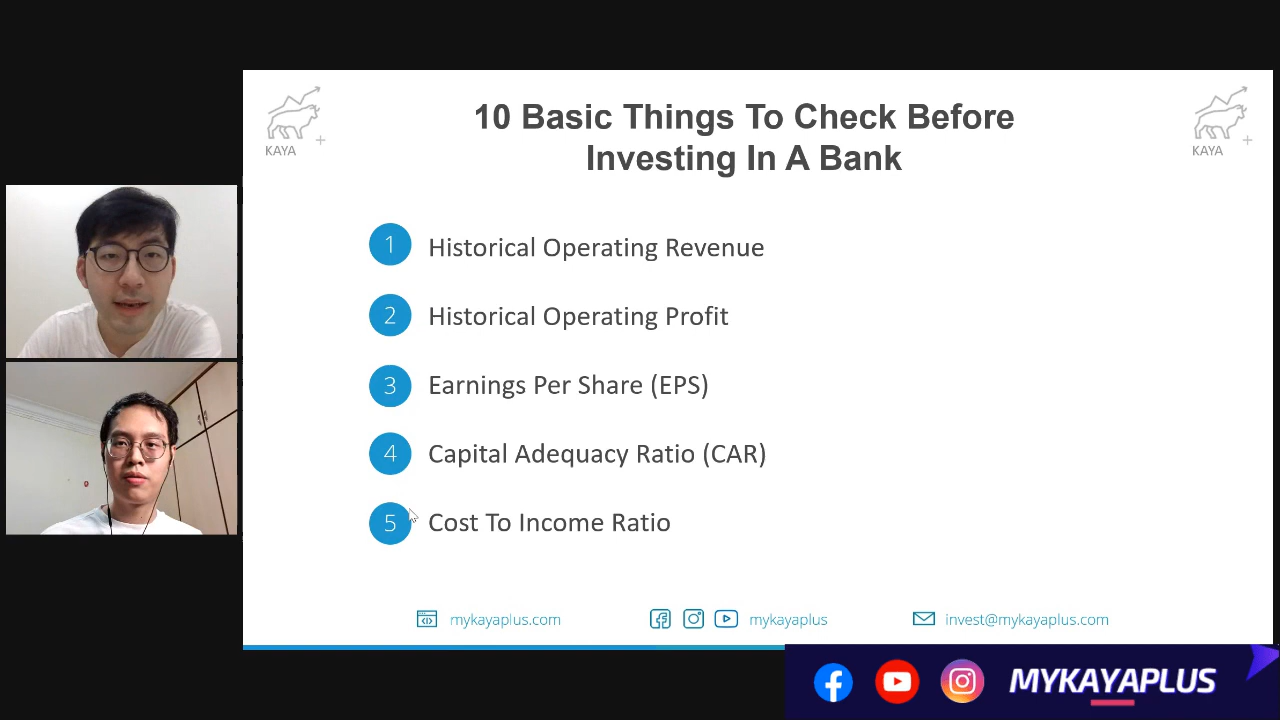 10 Basic Things To Check Before
Investing In A Bank
KAYA
KAYA
1 Historical Operating Revenue
2 Historical Operating Profit
3 Earnings Per Share (EPS)
4 Capital Adequacy Ratio (CAR)
5 Cost To Income Ratio
mykayaplus.com
mykayaplus
invest@mykayaplus.com
MYKAYAPLUS